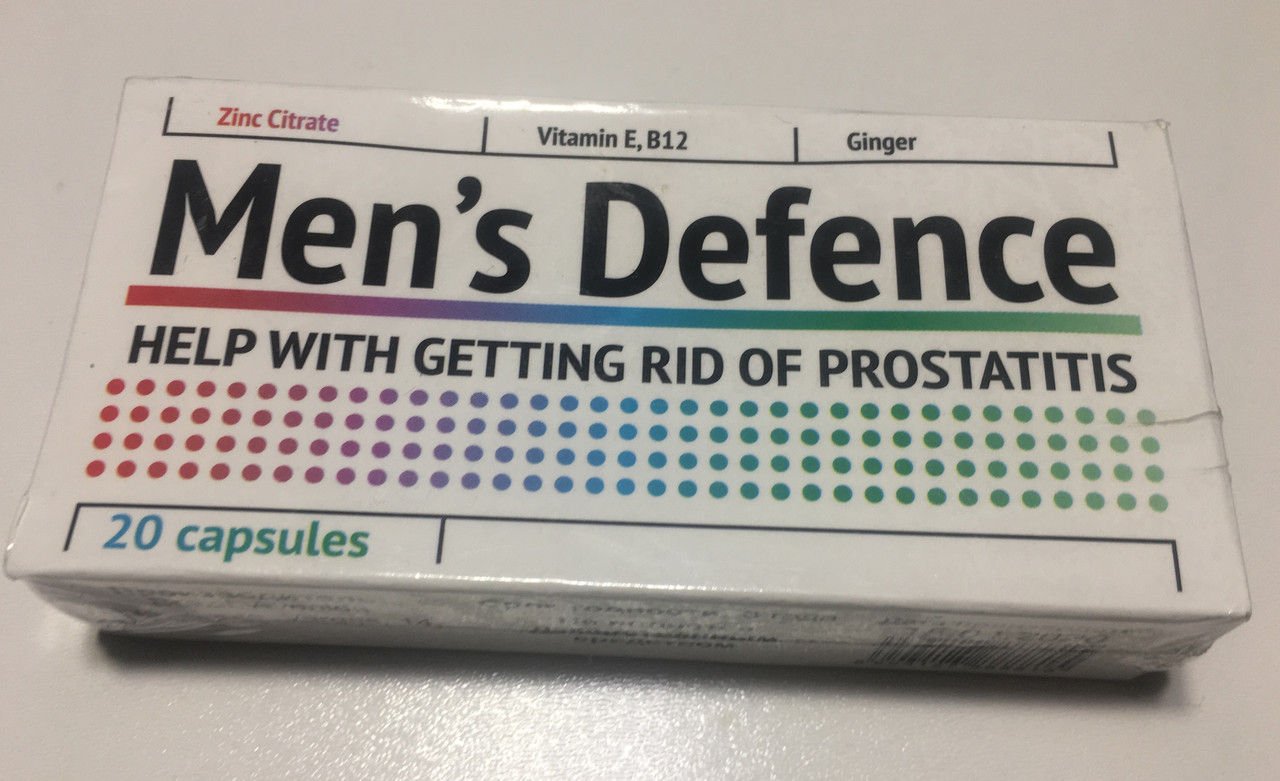 Zinc Citrate
Vitamin E, B12
Ginger
Men's Defence
HELP WITH GETTING RID OF PROSTATITIS
20 capsules